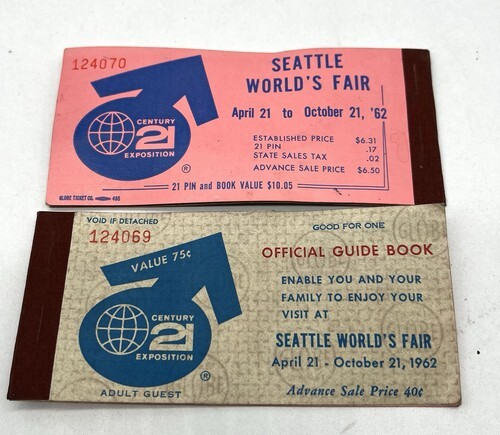 124070
SEATTLE
WORLD'S FAIR
April 21 to October 21, '62
CENTURY
21
EXPOSITION
®
ESTABLISHED PRICE $6.31
21 PIN .17
STATE SALES TAX .02
ADVANCE SALE PRICE $6.50
21 PIN and BOOK VALUE $10.05
GLOBE TICKET CO.
VOID IF DETACHED
124069
GOOD FOR ONE
OFFICIAL GUIDE BOOK
VALUE 75¢
ENABLE YOU AND YOUR
FAMILY TO ENJOY YOUR
VISIT AT
CENTURY
21
EXPOSITION
®
SEATTLE WORLD'S FAIR
April 21 - October 21, 1962
ADULT GUEST
Advance Sale Price 40¢